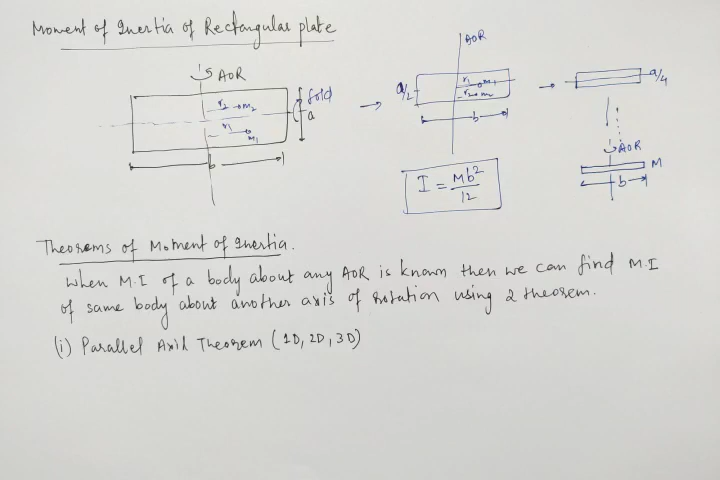 Moment of Inertia of Rectangular plate
AOR
r2 m2
r1 m1
fold
a
b
AOR
a/2
r1 m1
r2 m2
b
I = Mb²/12
a/4
AOR
M
b
Theorems of Moment of Inertia.
When M.I of a body about any AOR is known then we can find M.I
of same body about another axis of rotation using 2 theorem.
(i) Parallel Axis Theorem (1D, 2D, 3D)